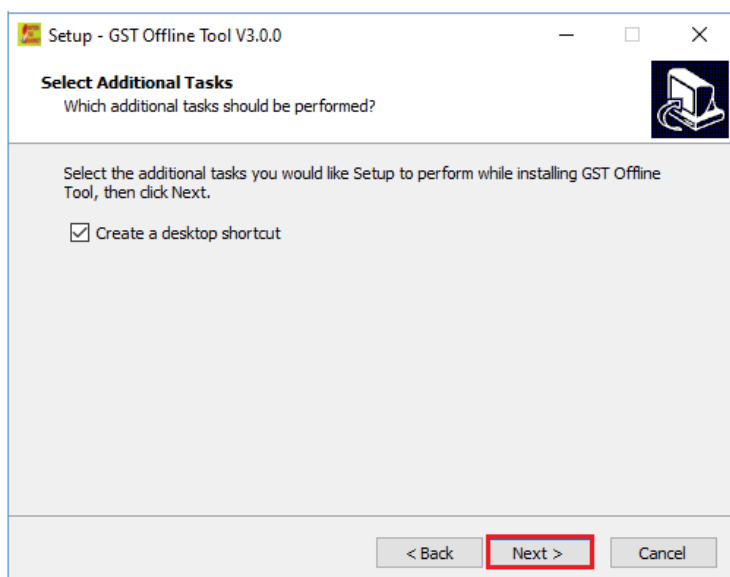 Setup - GST Offline Tool V3.0.0
Select Additional Tasks
Which additional tasks should be performed?
Select the additional tasks you would like Setup to perform while installing GST Offline
Tool, then click Next.
Create a desktop shortcut
< Back
Next >
Cancel